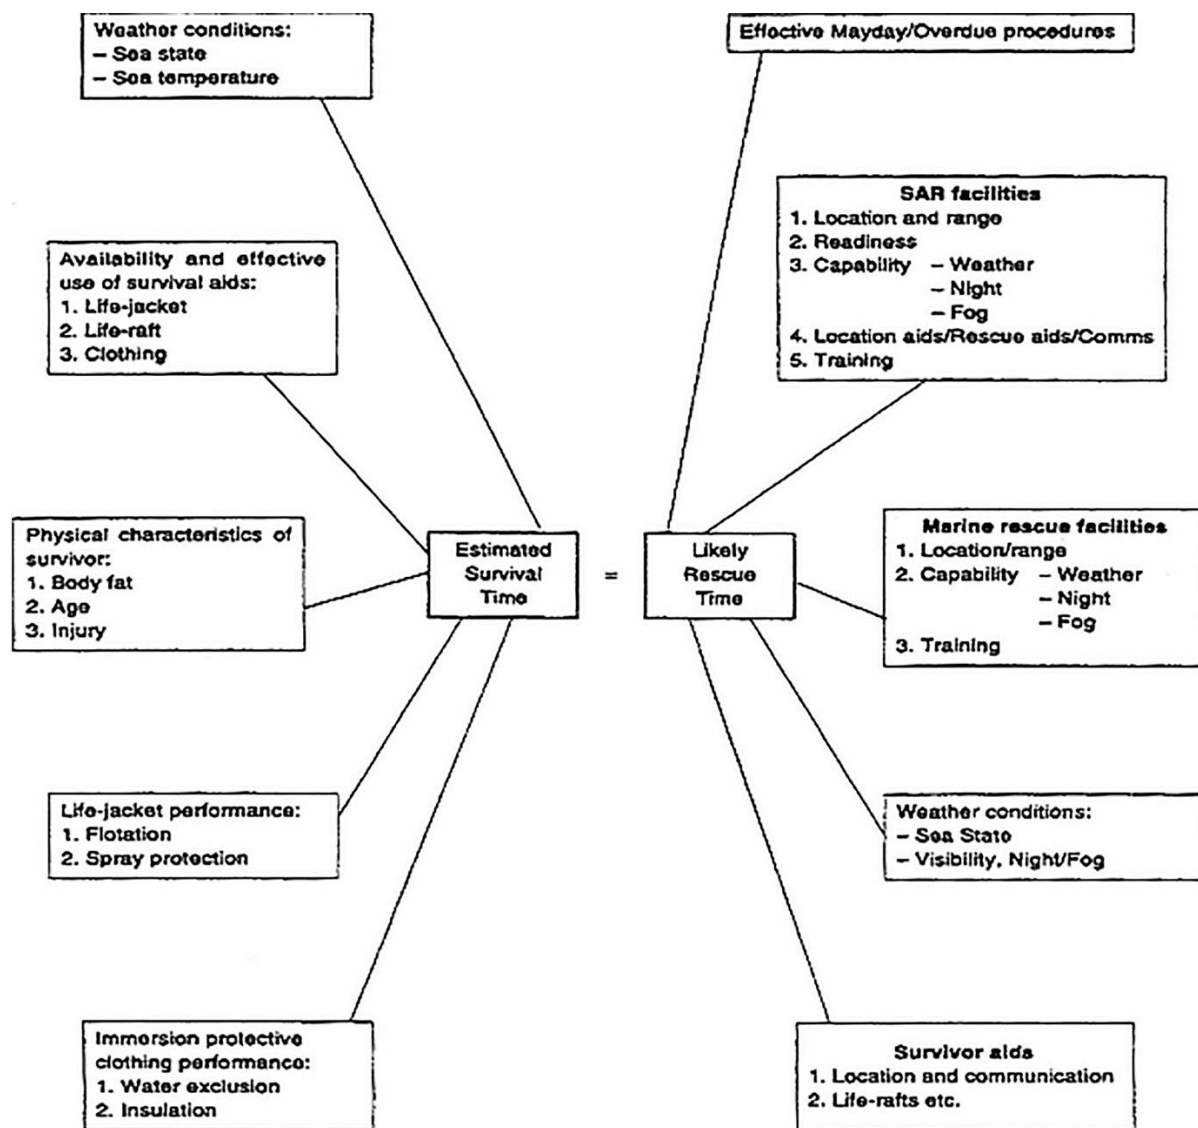 Weather conditions:
– Sea state
– Sea temperature
Effective Mayday/Overdue procedures
SAR facilities
1. Location and range
2. Readiness
3. Capability – Weather
– Night
– Fog
4. Location aids/Rescue aids/Comms
5. Training
Availability and effective
use of survival aids:
1. Life-jacket
2. Life-raft
3. Clothing
Physical characteristics of
survivor:
1. Body fat
2. Age
3. Injury
Estimated
Survival
Time
=
Likely
Rescue
Time
Marine rescue facilities
1. Location/range
2. Capability – Weather
– Night
– Fog
3. Training
Life-jacket performance:
1. Flotation
2. Spray protection
Weather conditions:
– Sea State
– Visibility, Night/Fog
Immersion protective
clothing performance:
1. Water exclusion
2. Insulation
Survivor aids
1. Location and communication
2. Life-rafts etc.